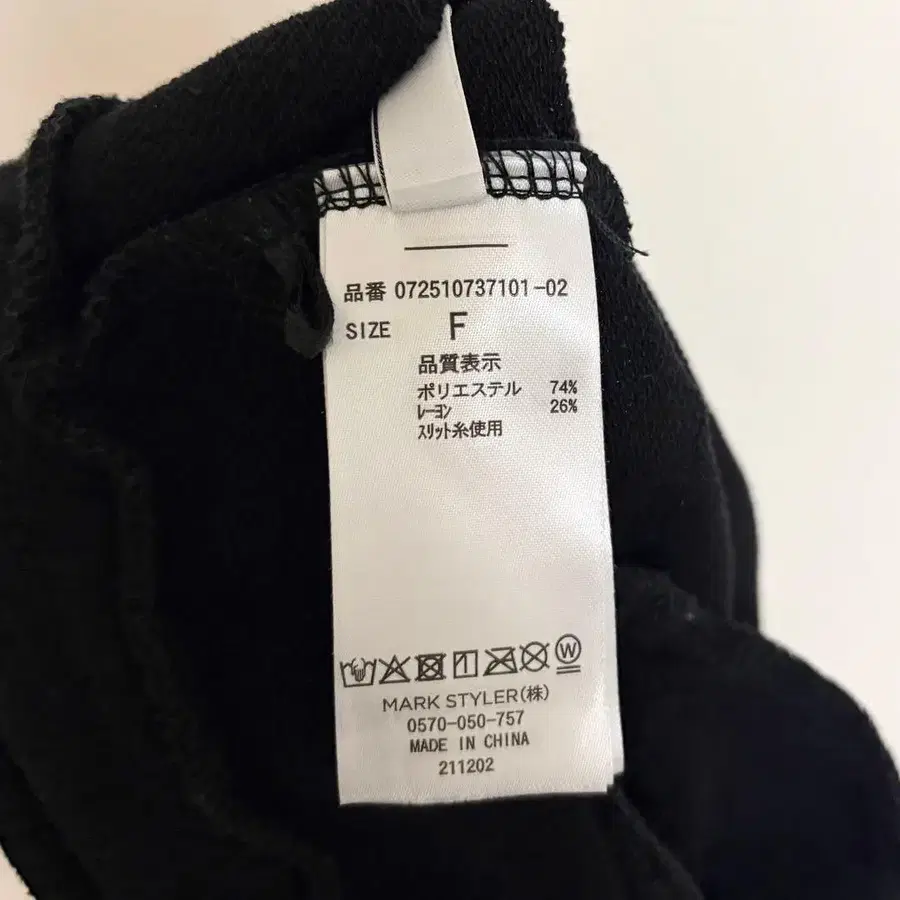 品番 072510737101-02
SIZE F
品質表示
ポリエステル 74%
レーヨン 26%
スリット糸使用
W
MARK STYLER(株)
0570-050-757
MADE IN CHINA
211202